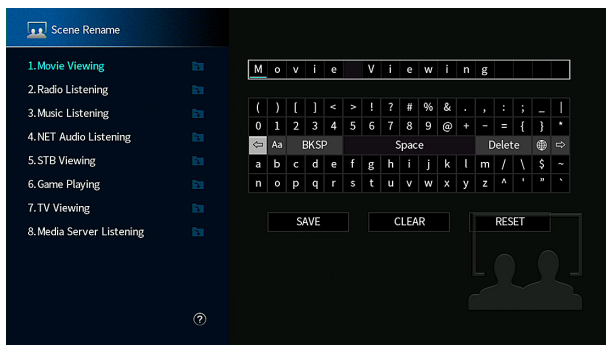 Scene Rename
1.Movie Viewing
2.Radio Listening
3.Music Listening
4.NET Audio Listening
5.STB Viewing
6.Game Playing
7.TV Viewing
8.Media Server Listening
?
Movie Viewing
( ) [ ] < > ! ? # % & . , : ; _ |
0 1 2 3 4 5 6 7 8 9 @ + - = { } *
⇦ Aa BKSP Space Delete 🌐 ⇨
a b c d e f g h i j k l m / \ $ ~
n o p q r s t u v w x y z ^ ' " `
SAVE CLEAR RESET